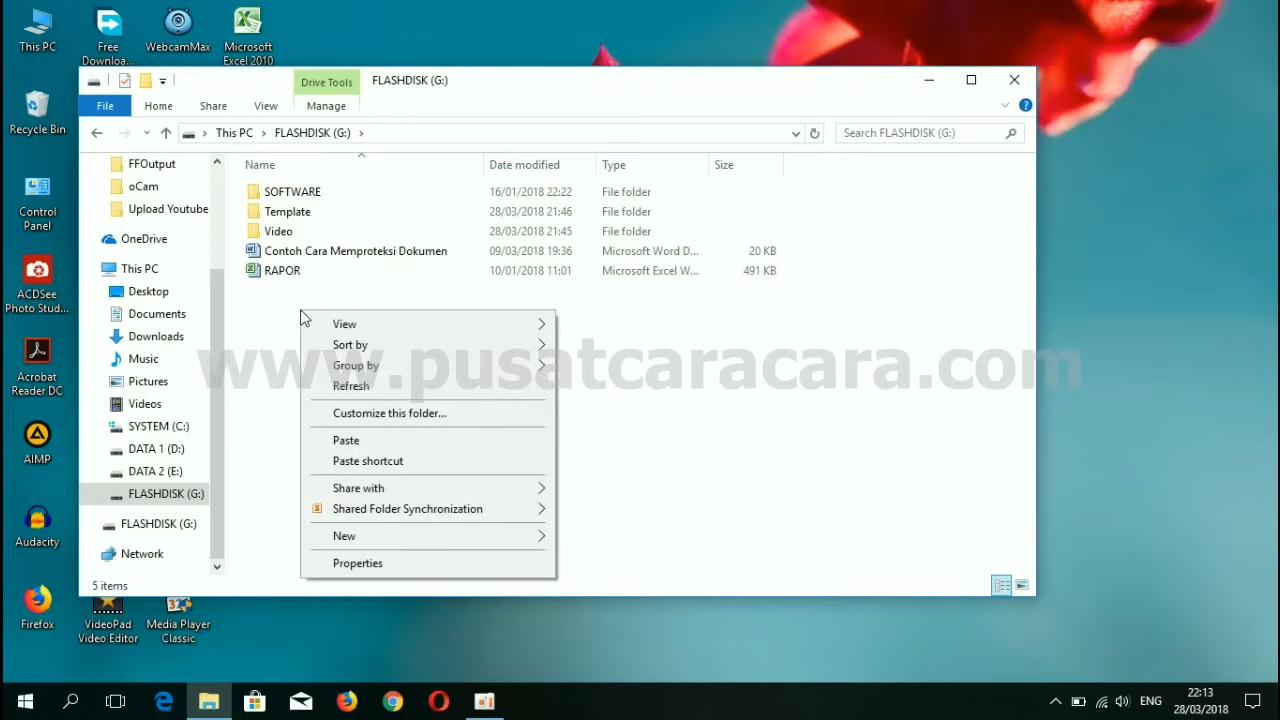 This PC
Free
Downloa...
WebcamMax
Microsoft
Excel 2010
Recycle Bin
Control
Panel
ACDSee
Photo Stud...
Acrobat
Reader DC
AIMP
Audacity
Firefox
VideoPad
Video Editor
Media Player
Classic
Drive Tools
FLASHDISK (G:)
File
Home
Share
View
Manage
This PC
FLASHDISK (G:)
Search FLASHDISK (G:)
FFOutput
oCam
Upload Youtube
OneDrive
This PC
Desktop
Documents
Downloads
Music
Pictures
Videos
SYSTEM (C:)
DATA 1 (D:)
DATA 2 (E:)
FLASHDISK (G:)
FLASHDISK (G:)
Network
Name Date modified Type Size
SOFTWARE 16/01/2018 22:22 File folder
Template 28/03/2018 21:46 File folder
Video 28/03/2018 21:45 File folder
Contoh Cara Memproteksi Dokumen 09/03/2018 19:36 Microsoft Word D... 20 KB
RAPOR 10/01/2018 11:01 Microsoft Excel W... 491 KB
View
Sort by
Group by
Refresh
Customize this folder...
Paste
Paste shortcut
Share with
Shared Folder Synchronization
New
Properties
www.pusatcaracara.com
5 items
ENG
22:13
28/03/2018